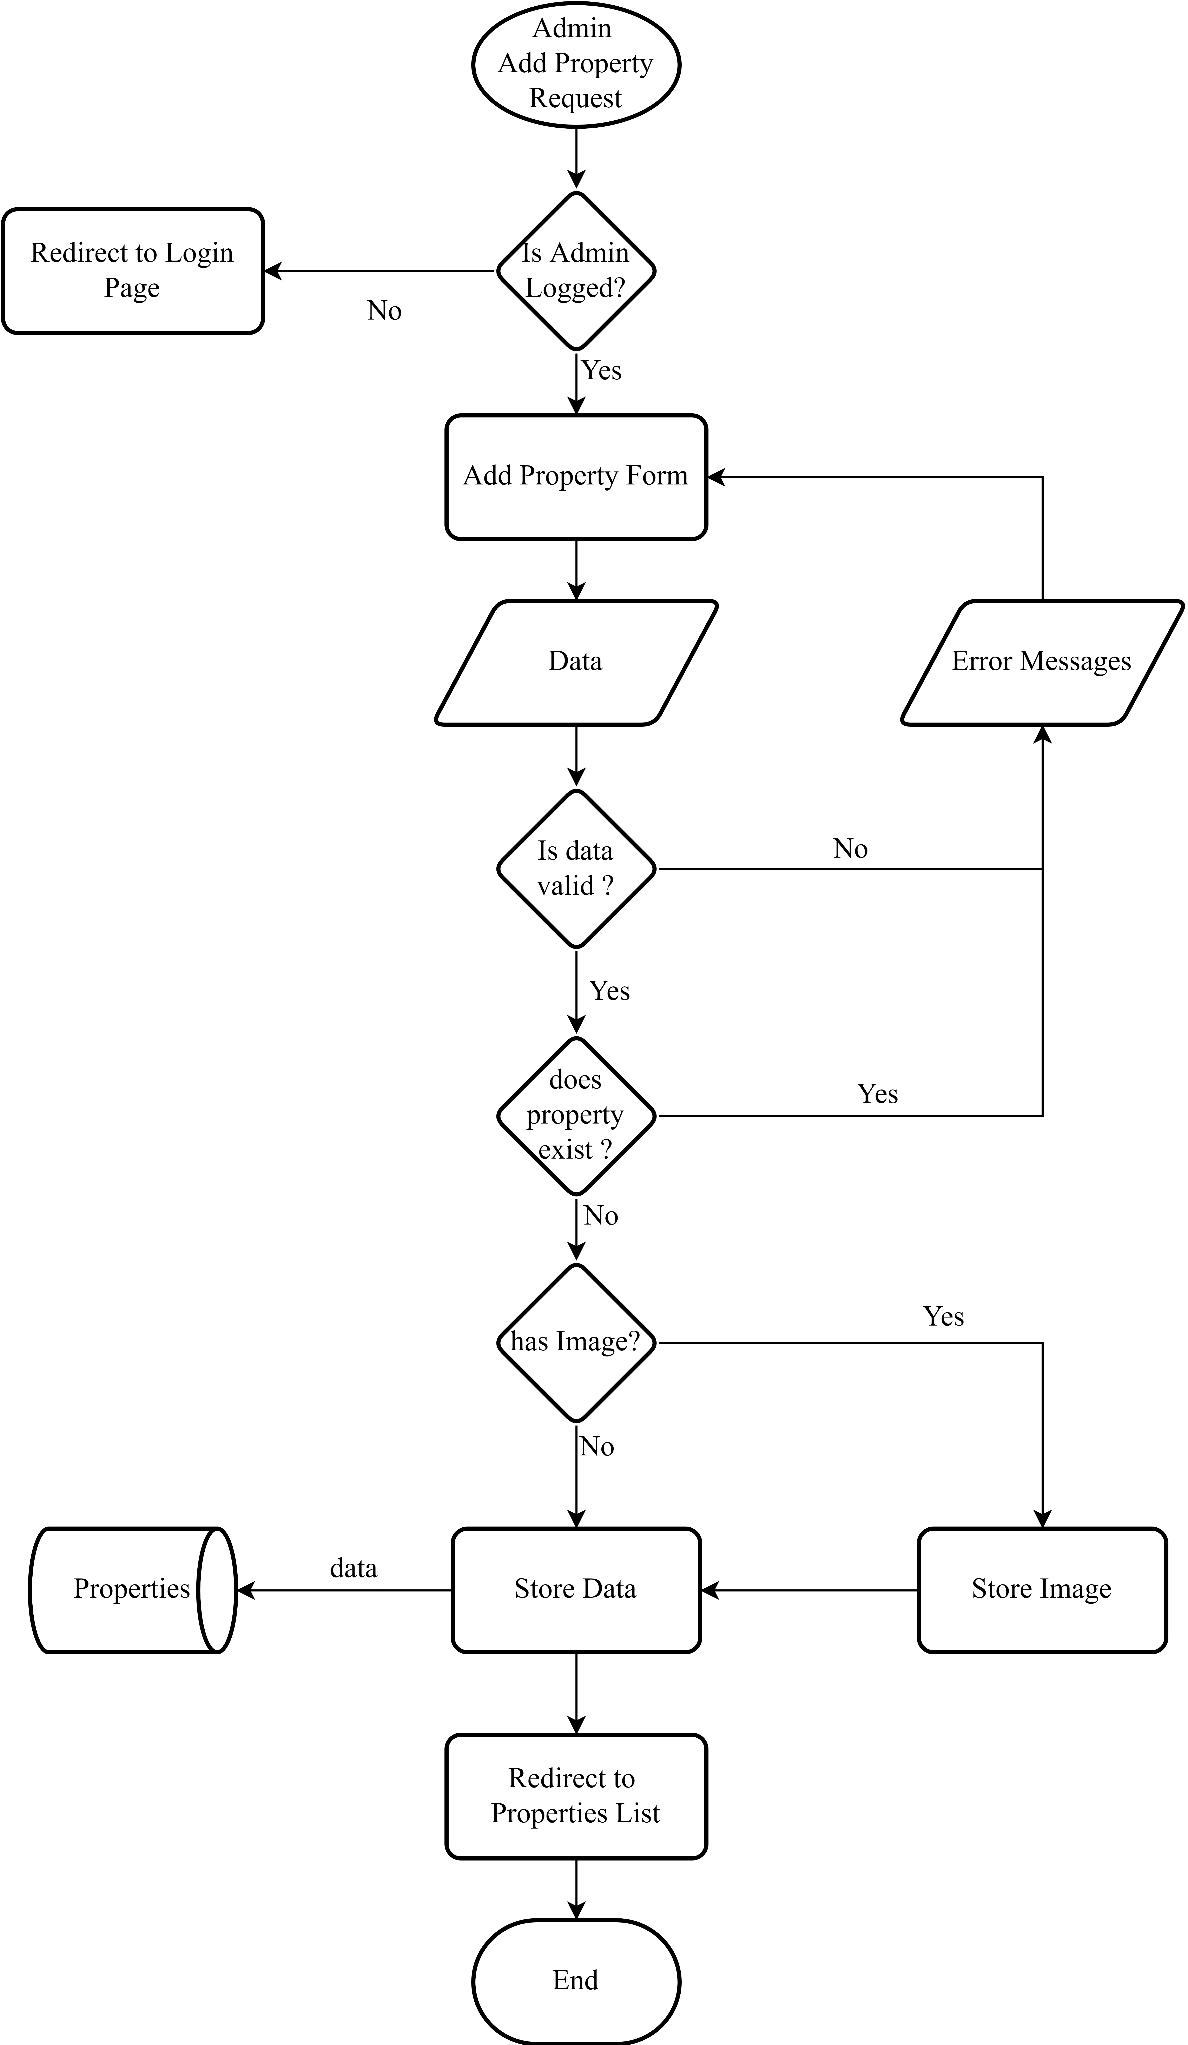 Admin
Add Property
Request
Is Admin
Logged?
Redirect to Login
Page
No
Yes
Add Property Form
Data
Error Messages
Is data
valid ?
No
Yes
does
property
exist ?
Yes
No
has Image?
Yes
No
Properties
data
Store Data
Store Image
Redirect to
Properties List
End